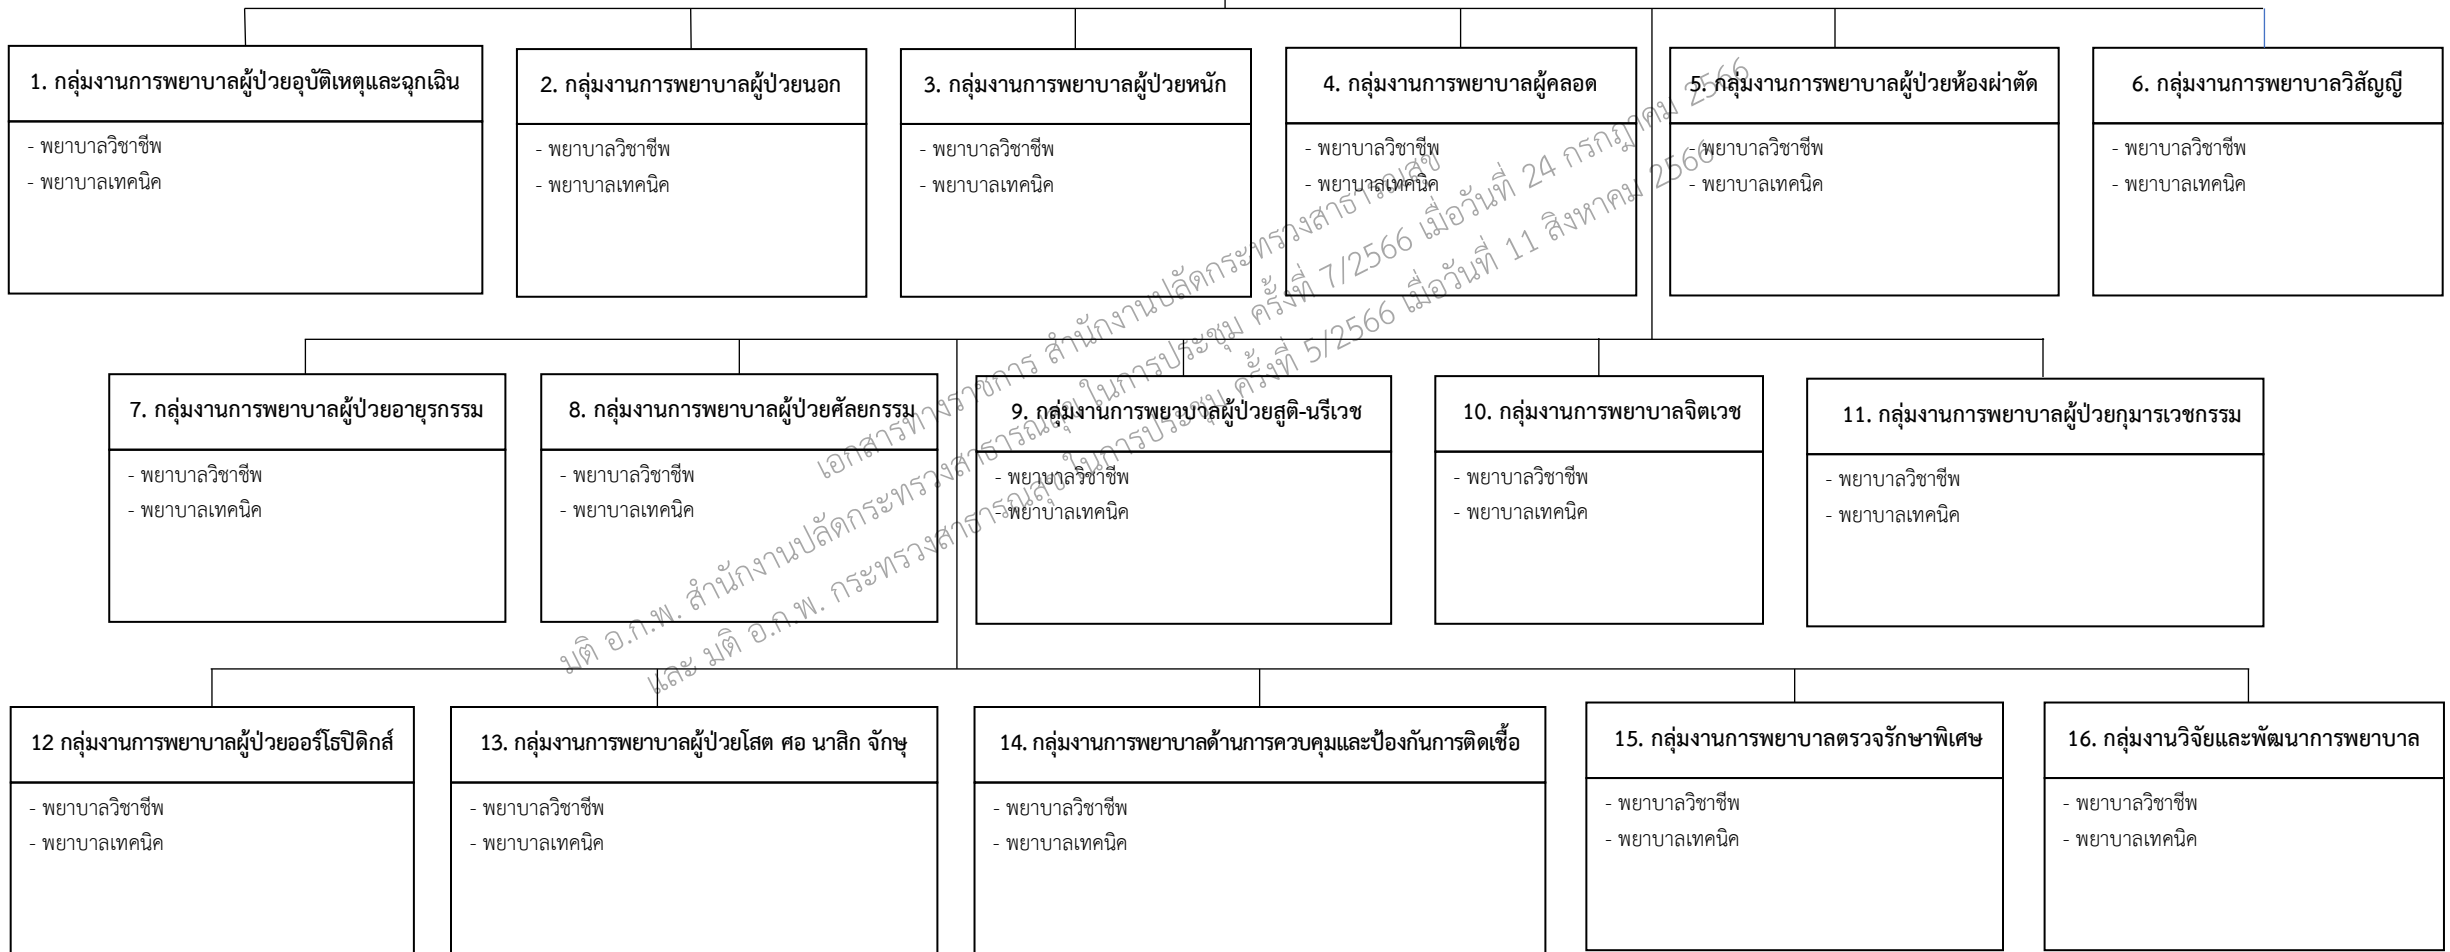 1. กลุ่มงานการพยาบาลผู้ป่วยอุบัติเหตุและฉุกเฉิน
- พยาบาลวิชาชีพ
- พยาบาลเทคนิค
2. กลุ่มงานการพยาบาลผู้ป่วยนอก
- พยาบาลวิชาชีพ
- พยาบาลเทคนิค
3. กลุ่มงานการพยาบาลผู้ป่วยหนัก
- พยาบาลวิชาชีพ
- พยาบาลเทคนิค
4. กลุ่มงานการพยาบาลผู้คลอด
- พยาบาลวิชาชีพ
- พยาบาลเทคนิค
5. กลุ่มงานการพยาบาลผู้ป่วยห้องผ่าตัด
- พยาบาลวิชาชีพ
- พยาบาลเทคนิค
6. กลุ่มงานการพยาบาลวิสัญญี
- พยาบาลวิชาชีพ
- พยาบาลเทคนิค
7. กลุ่มงานการพยาบาลผู้ป่วยอายุรกรรม
- พยาบาลวิชาชีพ
- พยาบาลเทคนิค
8. กลุ่มงานการพยาบาลผู้ป่วยศัลยกรรม
- พยาบาลวิชาชีพ
- พยาบาลเทคนิค
9. กลุ่มงานการพยาบาลผู้ป่วยสูติ-นรีเวช
- พยาบาลวิชาชีพ
- พยาบาลเทคนิค
10. กลุ่มงานการพยาบาลจิตเวช
- พยาบาลวิชาชีพ
- พยาบาลเทคนิค
11. กลุ่มงานการพยาบาลผู้ป่วยกุมารเวชกรรม
- พยาบาลวิชาชีพ
- พยาบาลเทคนิค
12 กลุ่มงานการพยาบาลผู้ป่วยออร์โธปิดิกส์
- พยาบาลวิชาชีพ
- พยาบาลเทคนิค
13. กลุ่มงานการพยาบาลผู้ป่วยโสต ศอ นาสิก จักษุ
- พยาบาลวิชาชีพ
- พยาบาลเทคนิค
14. กลุ่มงานการพยาบาลด้านการควบคุมและป้องกันการติดเชื้อ
- พยาบาลวิชาชีพ
- พยาบาลเทคนิค
15. กลุ่มงานการพยาบาลตรวจรักษาพิเศษ
- พยาบาลวิชาชีพ
- พยาบาลเทคนิค
16. กลุ่มงานวิจัยและพัฒนาการพยาบาล
- พยาบาลวิชาชีพ
- พยาบาลเทคนิค
เอกสารทางราชการ สำนักงานปลัดกระทรวงสาธารณสุข
มติ อ.ก.พ. สำนักงานปลัดกระทรวงสาธารณสุข ในการประชุม ครั้งที่ 7/2566 เมื่อวันที่ 24 กรกฎาคม 2566
และ มติ อ.ก.พ. กระทรวงสาธารณสุข ในการประชุม ครั้งที่ 5/2566 เมื่อวันที่ 11 สิงหาคม 2566